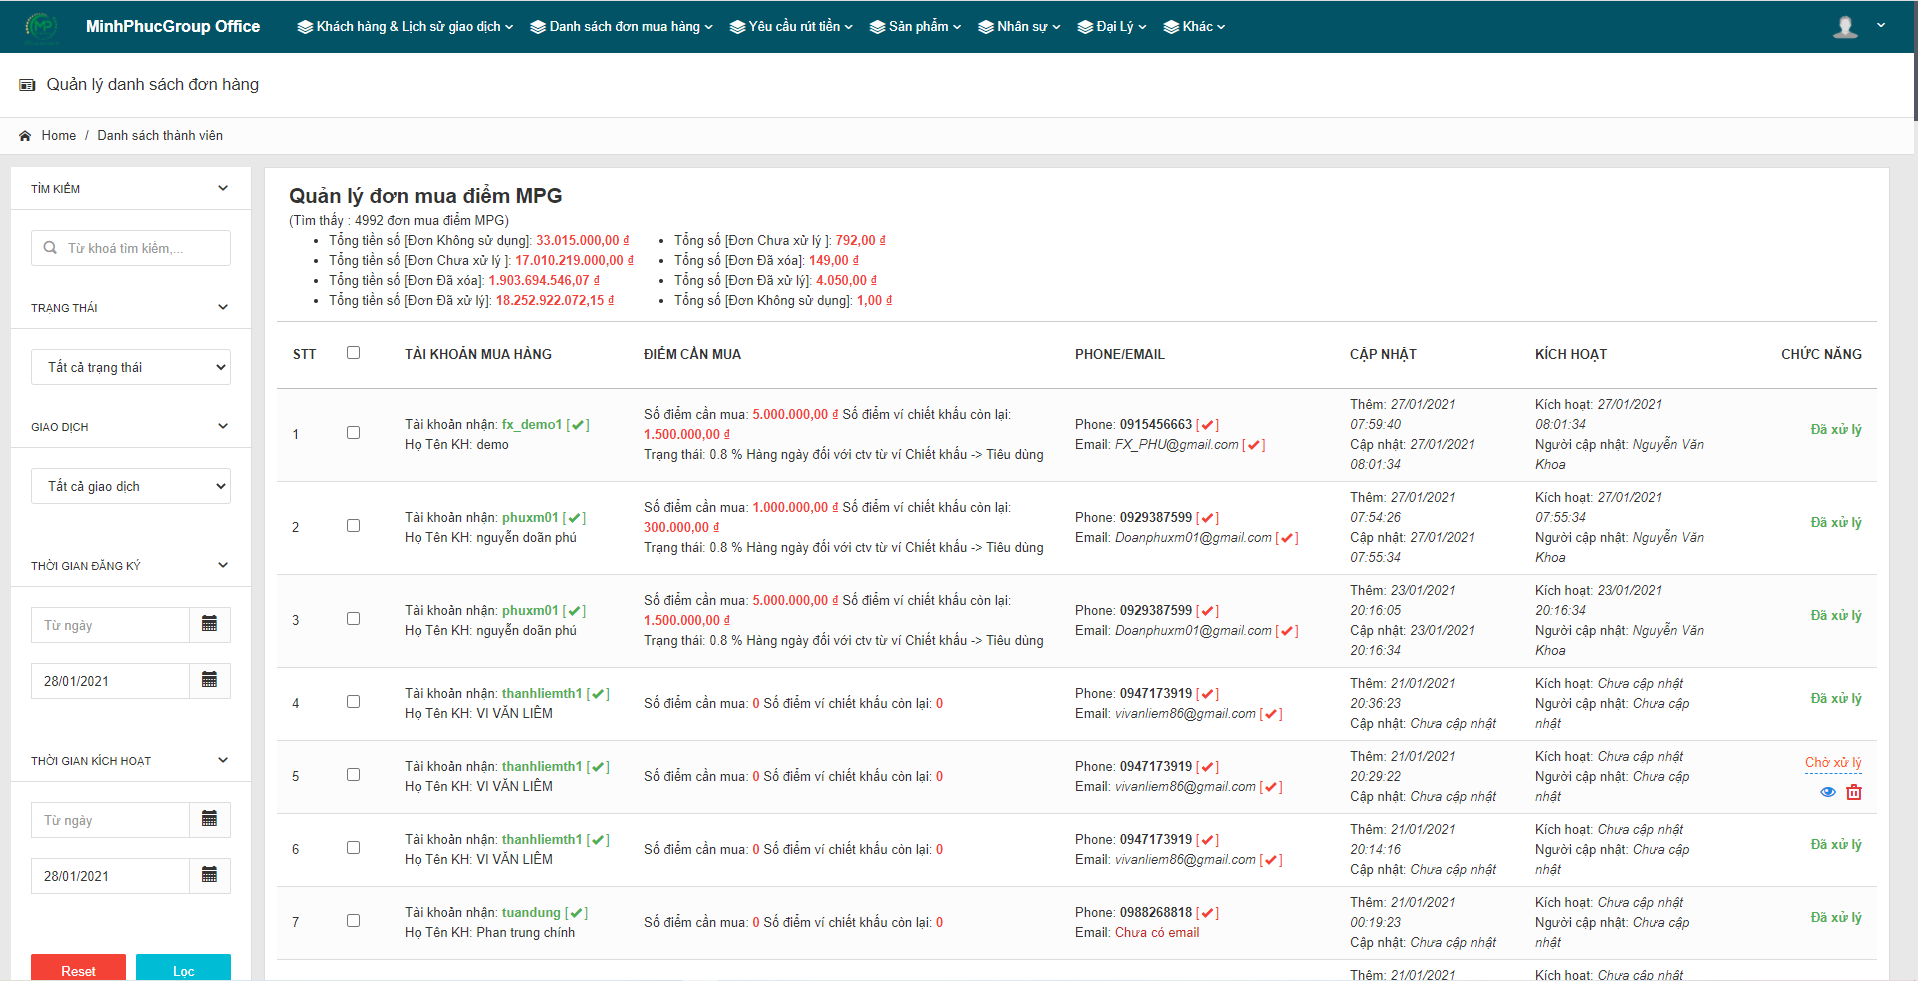 MP
MinhPhucGroup Office
Khách hàng & Lịch sử giao dịch
Danh sách đơn mua hàng
Yêu cầu rút tiền
Sản phẩm
Nhân sự
Đại Lý
Khác
Quản lý danh sách đơn hàng
Home / Danh sách thành viên
TÌM KIẾM
Từ khoá tìm kiếm,...
TRẠNG THÁI
Tất cả trạng thái
GIAO DỊCH
Tất cả giao dịch
THỜI GIAN ĐĂNG KÝ
Từ ngày
28/01/2021
THỜI GIAN KÍCH HOẠT
Từ ngày
28/01/2021
Reset
Lọc
Quản lý đơn mua điểm MPG
(Tìm thấy : 4992 đơn mua điểm MPG)
Tổng tiền số [Đơn Không sử dụng]: 33.015.000,00 đ
Tổng tiền số [Đơn Chưa xử lý ]: 17.010.219.000,00 đ
Tổng tiền số [Đơn Đã xóa]: 1.903.694.546,07 đ
Tổng tiền số [Đơn Đã xử lý]: 18.252.922.072,15 đ
Tổng số [Đơn Chưa xử lý ]: 792,00 đ
Tổng số [Đơn Đã xóa]: 149,00 đ
Tổng số [Đơn Đã xử lý]: 4.050,00 đ
Tổng số [Đơn Không sử dụng]: 1,00 đ
STT
TÀI KHOẢN MUA HÀNG
ĐIỂM CẦN MUA
PHONE/EMAIL
CẬP NHẬT
KÍCH HOẠT
CHỨC NĂNG
1
Tài khoản nhận: fx_demo1 [✔]
Họ Tên KH: demo
Số điểm cần mua: 5.000.000,00 đ Số điểm ví chiết khấu còn lại:
1.500.000,00 đ
Trạng thái: 0.8 % Hàng ngày đối với ctv từ ví Chiết khấu -> Tiêu dùng
Phone: 0915456663 [✔]
Email: FX_PHU@gmail.com [✔]
Thêm: 27/01/2021
07:59:40
Cập nhật: 27/01/2021
08:01:34
Kích hoạt: 27/01/2021
08:01:34
Người cập nhật: Nguyễn Văn
Khoa
Đã xử lý
2
Tài khoản nhận: phuxm01 [✔]
Họ Tên KH: nguyễn doãn phú
Số điểm cần mua: 1.000.000,00 đ Số điểm ví chiết khấu còn lại:
300.000,00 đ
Trạng thái: 0.8 % Hàng ngày đối với ctv từ ví Chiết khấu -> Tiêu dùng
Phone: 0929387599 [✔]
Email: Doanphuxm01@gmail.com [✔]
Thêm: 27/01/2021
07:54:26
Cập nhật: 27/01/2021
07:55:34
Kích hoạt: 27/01/2021
07:55:34
Người cập nhật: Nguyễn Văn
Khoa
Đã xử lý
3
Tài khoản nhận: phuxm01 [✔]
Họ Tên KH: nguyễn doãn phú
Số điểm cần mua: 5.000.000,00 đ Số điểm ví chiết khấu còn lại:
1.500.000,00 đ
Trạng thái: 0.8 % Hàng ngày đối với ctv từ ví Chiết khấu -> Tiêu dùng
Phone: 0929387599 [✔]
Email: Doanphuxm01@gmail.com [✔]
Thêm: 23/01/2021
20:16:05
Cập nhật: 23/01/2021
20:16:34
Kích hoạt: 23/01/2021
20:16:34
Người cập nhật: Nguyễn Văn
Khoa
Đã xử lý
4
Tài khoản nhận: thanhliemth1 [✔]
Họ Tên KH: VI VĂN LIÊM
Số điểm cần mua: 0 Số điểm ví chiết khấu còn lại: 0
Phone: 0947173919 [✔]
Email: vivanliem86@gmail.com [✔]
Thêm: 21/01/2021
20:36:23
Cập nhật: Chưa cập nhật
Kích hoạt: Chưa cập nhật
Người cập nhật: Chưa cập
nhật
Đã xử lý
5
Tài khoản nhận: thanhliemth1 [✔]
Họ Tên KH: VI VĂN LIÊM
Số điểm cần mua: 0 Số điểm ví chiết khấu còn lại: 0
Phone: 0947173919 [✔]
Email: vivanliem86@gmail.com [✔]
Thêm: 21/01/2021
20:29:22
Cập nhật: Chưa cập nhật
Kích hoạt: Chưa cập nhật
Người cập nhật: Chưa cập
nhật
Chờ xử lý
6
Tài khoản nhận: thanhliemth1 [✔]
Họ Tên KH: VI VĂN LIÊM
Số điểm cần mua: 0 Số điểm ví chiết khấu còn lại: 0
Phone: 0947173919 [✔]
Email: vivanliem86@gmail.com [✔]
Thêm: 21/01/2021
20:14:16
Cập nhật: Chưa cập nhật
Kích hoạt: Chưa cập nhật
Người cập nhật: Chưa cập
nhật
Đã xử lý
7
Tài khoản nhận: tuandung [✔]
Họ Tên KH: Phan trung chính
Số điểm cần mua: 0 Số điểm ví chiết khấu còn lại: 0
Phone: 0988268818 [✔]
Email: Chưa có email
Thêm: 21/01/2021
00:19:23
Cập nhật: Chưa cập nhật
Kích hoạt: Chưa cập nhật
Người cập nhật: Chưa cập
nhật
Đã xử lý
Thêm: 21/01/2021
Kích hoạt: Chưa cập nhật